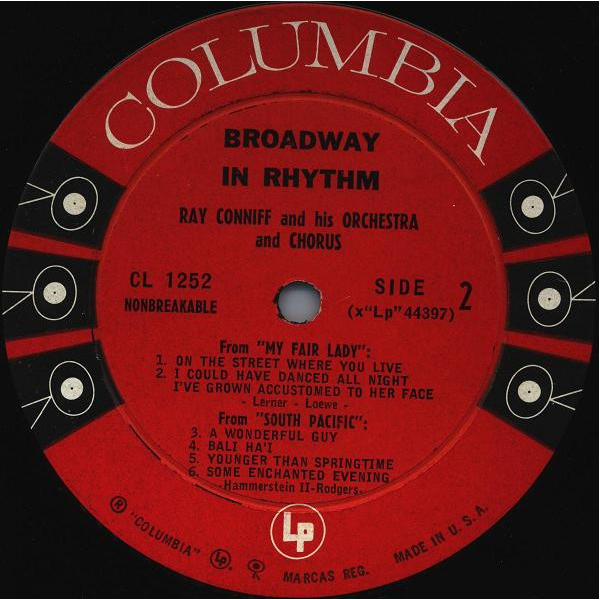 COLUMBIA
BROADWAY
IN RHYTHM
RAY CONNIFF and his ORCHESTRA
and CHORUS
CL 1252
NONBREAKABLE
SIDE 2
(x"Lp" 44397)
From "MY FAIR LADY":
1. ON THE STREET WHERE YOU LIVE
2. I COULD HAVE DANCED ALL NIGHT
I'VE GROWN ACCUSTOMED TO HER FACE
- Lerner - Loewe -
From "SOUTH PACIFIC":
3. A WONDERFUL GUY
4. BALI HA'I
5. YOUNGER THAN SPRINGTIME
6. SOME ENCHANTED EVENING
-Hammerstein II-Rodgers-
LP
® "COLUMBIA" Lp. MARCAS REG. MADE IN U.S.A.